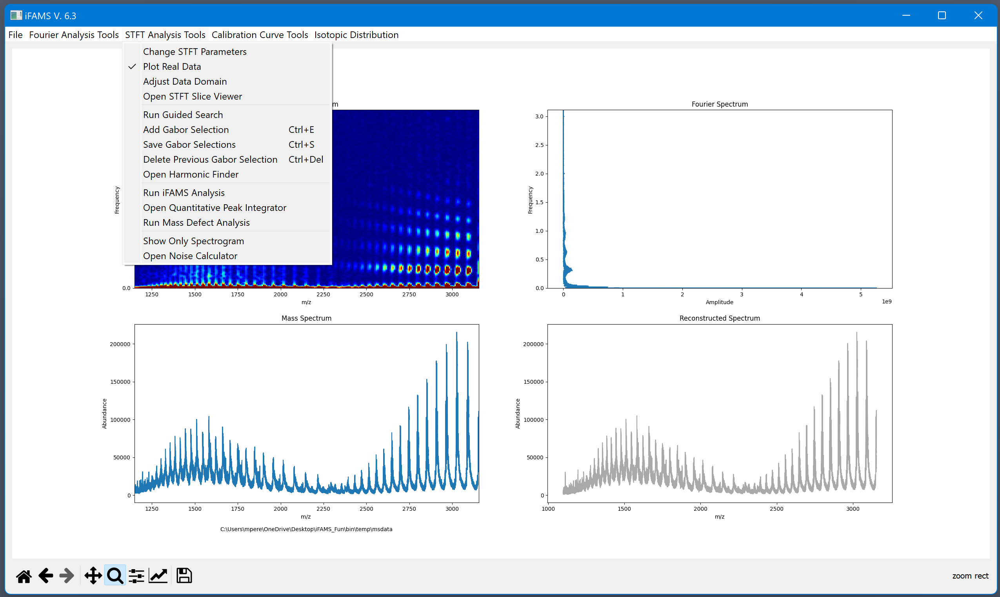 iFAMS V. 6.3
File Fourier Analysis Tools STFT Analysis Tools Calibration Curve Tools Isotopic Distribution
Change STFT Parameters
Plot Real Data
Adjust Data Domain
Open STFT Slice Viewer
Run Guided Search
Add Gabor Selection Ctrl+E
Save Gabor Selections Ctrl+S
Delete Previous Gabor Selection Ctrl+Del
Open Harmonic Finder
Run iFAMS Analysis
Open Quantitative Peak Integrator
Run Mass Defect Analysis
Show Only Spectrogram
Open Noise Calculator
m
Frequency
0.0
1250 1500 1750 2000 2250 2500 2750 3000
m/z
Fourier Spectrum
Frequency
3.0
2.5
2.0
1.5
1.0
0.5
0.0
0 1 2 3 4 5
1e9
Amplitude
Mass Spectrum
Abundance
200000
150000
100000
50000
0
1250 1500 1750 2000 2250 2500 2750 3000
m/z
C:\Users\mpere\OneDrive\Desktop\iFAMS_Fun\bin\temp\msdata
Reconstructed Spectrum
Abundance
200000
150000
100000
50000
0
1000 1500 2000 2500 3000
m/z
zoom rect